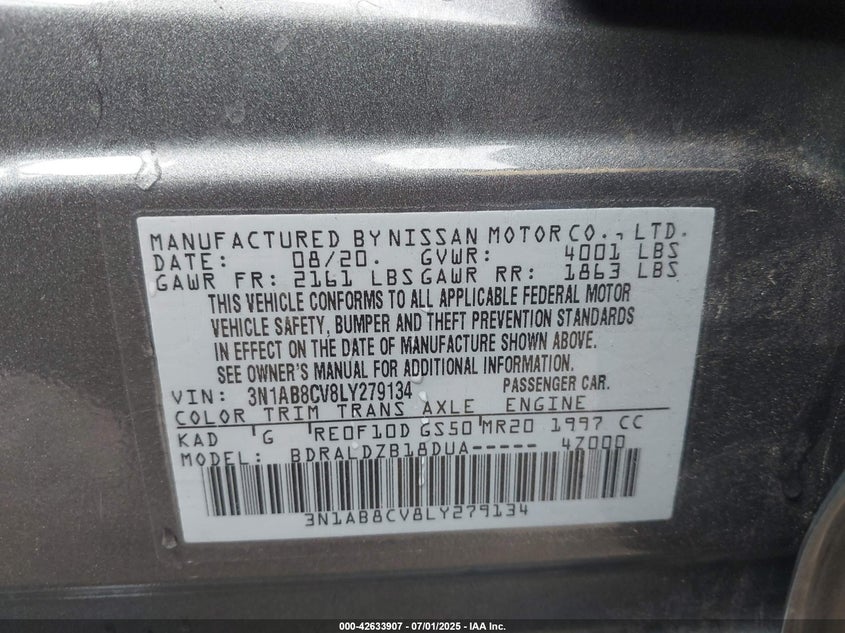 MANUFACTURED BY NISSAN MOTOR CO., LTD.
DATE: 08/20. GVWR: 4001 LBS
GAWR FR: 2161 LBS GAWR RR: 1863 LBS
THIS VEHICLE CONFORMS TO ALL APPLICABLE FEDERAL MOTOR
VEHICLE SAFETY, BUMPER AND THEFT PREVENTION STANDARDS
IN EFFECT ON THE DATE OF MANUFACTURE SHOWN ABOVE.
SEE OWNER'S MANUAL FOR ADDITIONAL INFORMATION.
VIN: 3N1AB8CV8LY279134 PASSENGER CAR.
COLOR TRIM TRANS AXLE ENGINE
KAD G RE0F10D GS50 MR20 1997 CC
MODEL: BDRALDZB18DUA----- 4Z000
3N1AB8CV8LY279134
000-42633907 - 07/01/2025 - IAA Inc.